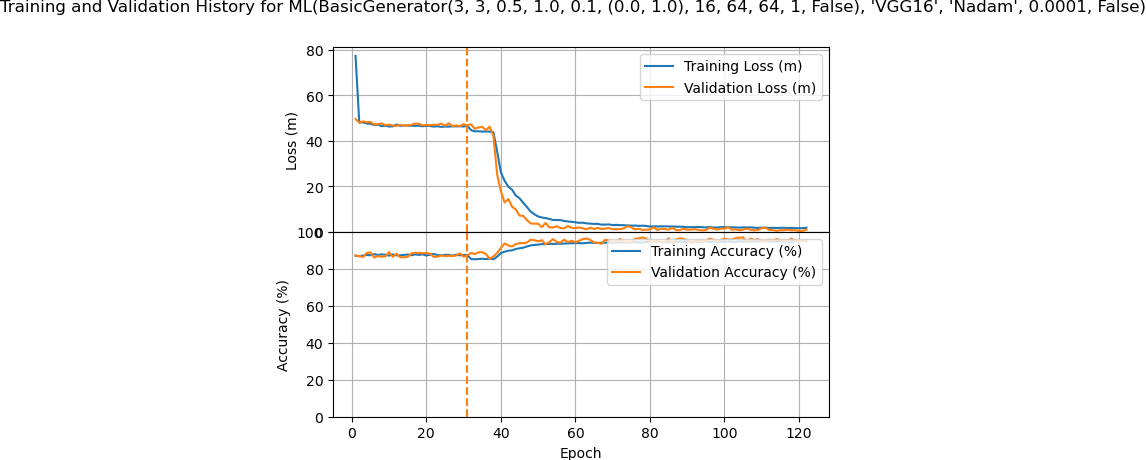 Training and Validation History for ML(BasicGenerator(3, 3, 0.5, 1.0, 0.1, (0.0, 1.0), 16, 64, 64, 1, False), 'VGG16', 'Nadam', 0.0001, False)
80
60
40
20
0
Loss (m)
Training Loss (m)
Validation Loss (m)
100
80
60
40
20
0
Accuracy (%)
Training Accuracy (%)
Validation Accuracy (%)
0 20 40 60 80 100 120
Epoch